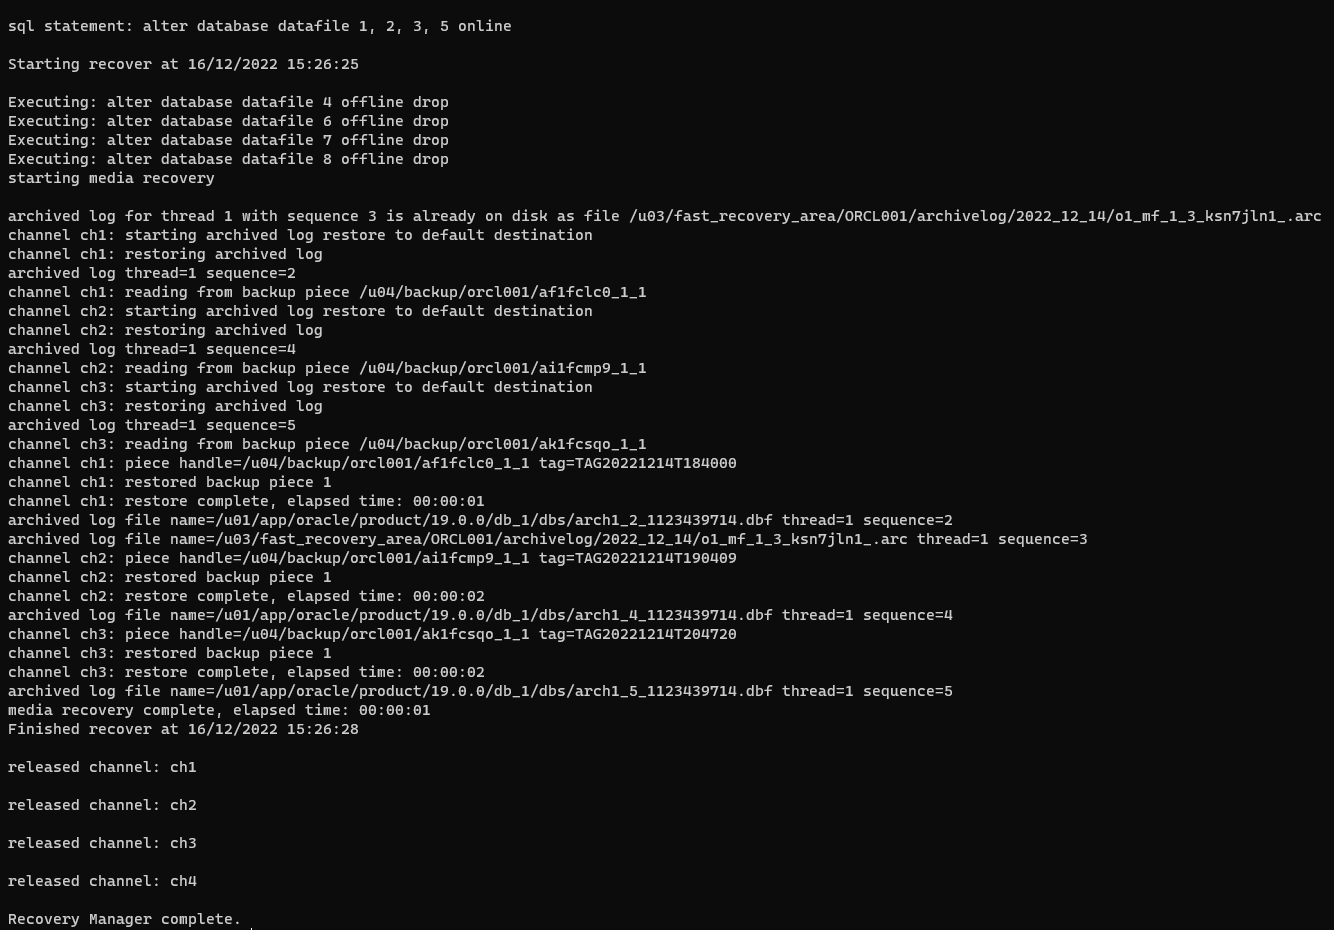 sql statement: alter database datafile 1, 2, 3, 5 online
Starting recover at 16/12/2022 15:26:25
Executing: alter database datafile 4 offline drop
Executing: alter database datafile 6 offline drop
Executing: alter database datafile 7 offline drop
Executing: alter database datafile 8 offline drop
starting media recovery
archived log for thread 1 with sequence 3 is already on disk as file /u03/fast_recovery_area/ORCL001/archivelog/2022_12_14/o1_mf_1_3_ksn7jln1_.arc
channel ch1: starting archived log restore to default destination
channel ch1: restoring archived log
archived log thread=1 sequence=2
channel ch1: reading from backup piece /u04/backup/orcl001/af1fclc0_1_1
channel ch2: starting archived log restore to default destination
channel ch2: restoring archived log
archived log thread=1 sequence=4
channel ch2: reading from backup piece /u04/backup/orcl001/ai1fcmp9_1_1
channel ch3: starting archived log restore to default destination
channel ch3: restoring archived log
archived log thread=1 sequence=5
channel ch3: reading from backup piece /u04/backup/orcl001/ak1fcsqo_1_1
channel ch1: piece handle=/u04/backup/orcl001/af1fclc0_1_1 tag=TAG20221214T184000
channel ch1: restored backup piece 1
channel ch1: restore complete, elapsed time: 00:00:01
archived log file name=/u01/app/oracle/product/19.0.0/db_1/dbs/arch1_2_1123439714.dbf thread=1 sequence=2
archived log file name=/u03/fast_recovery_area/ORCL001/archivelog/2022_12_14/o1_mf_1_3_ksn7jln1_.arc thread=1 sequence=3
channel ch2: piece handle=/u04/backup/orcl001/ai1fcmp9_1_1 tag=TAG20221214T190409
channel ch2: restored backup piece 1
channel ch2: restore complete, elapsed time: 00:00:02
archived log file name=/u01/app/oracle/product/19.0.0/db_1/dbs/arch1_4_1123439714.dbf thread=1 sequence=4
channel ch3: piece handle=/u04/backup/orcl001/ak1fcsqo_1_1 tag=TAG20221214T204720
channel ch3: restored backup piece 1
channel ch3: restore complete, elapsed time: 00:00:02
archived log file name=/u01/app/oracle/product/19.0.0/db_1/dbs/arch1_5_1123439714.dbf thread=1 sequence=5
media recovery complete, elapsed time: 00:00:01
Finished recover at 16/12/2022 15:26:28
released channel: ch1
released channel: ch2
released channel: ch3
released channel: ch4
Recovery Manager complete.